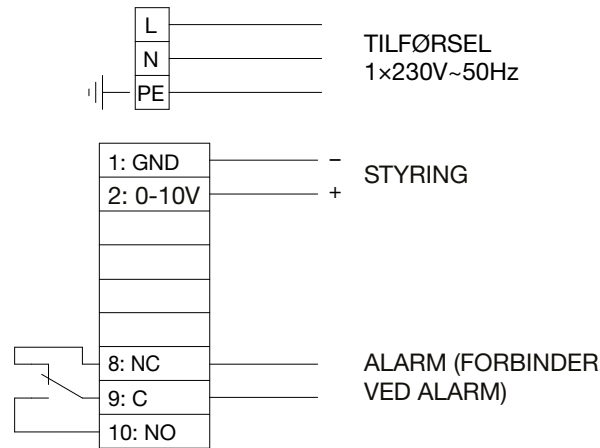 L
N
PE
TILFØRSEL
1×230V~50Hz
1: GND
–
2: 0-10V
+
STYRING
8: NC
9: C
10: NO
ALARM (FORBINDER
VED ALARM)